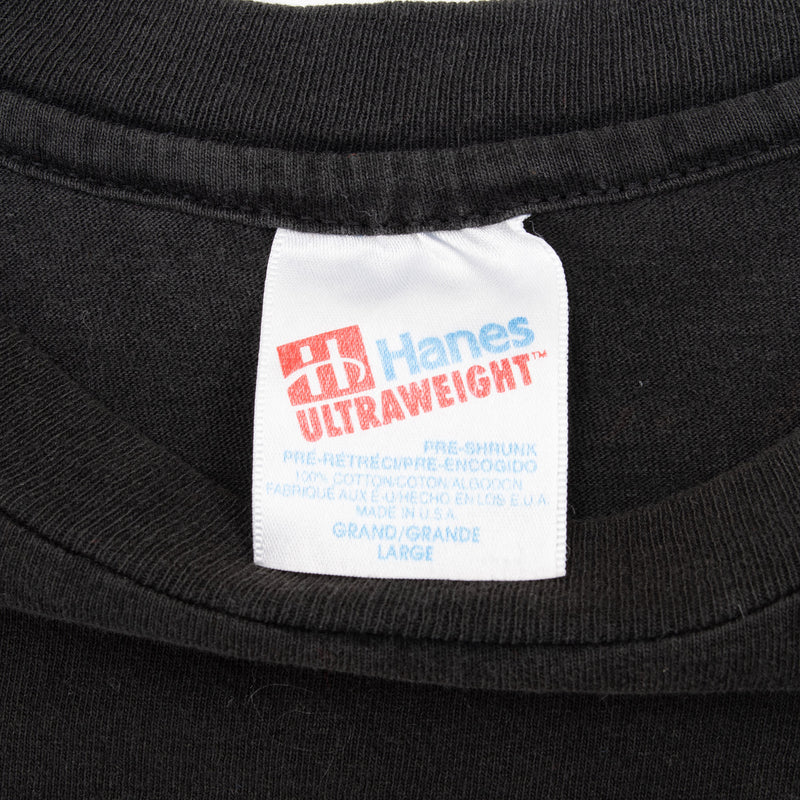 Hanes
ULTRAWEIGHT™
PRE-SHRUNK
PRÉ-RÉTRÉCI/PRE-ENCOGIDO
100% COTTON/COTON/ALGODON
FABRIQUÉ AUX É-U/HECHO EN LOS E.U.A.
MADE IN U.S.A.
GRAND/GRANDE
LARGE